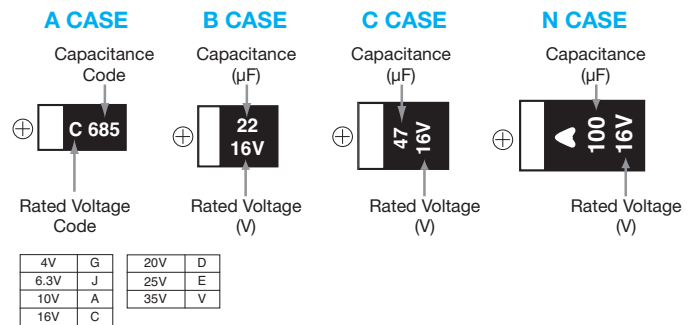 A CASE
Capacitance
Code
C 685
Rated Voltage
Code
B CASE
Capacitance
(µF)
22
16V
Rated Voltage
(V)
C CASE
Capacitance
(µF)
47
16V
Rated Voltage
(V)
N CASE
Capacitance
(µF)
100
16V
Rated Voltage
(V)
4V G
6.3V J
10V A
16V C
20V D
25V E
35V V